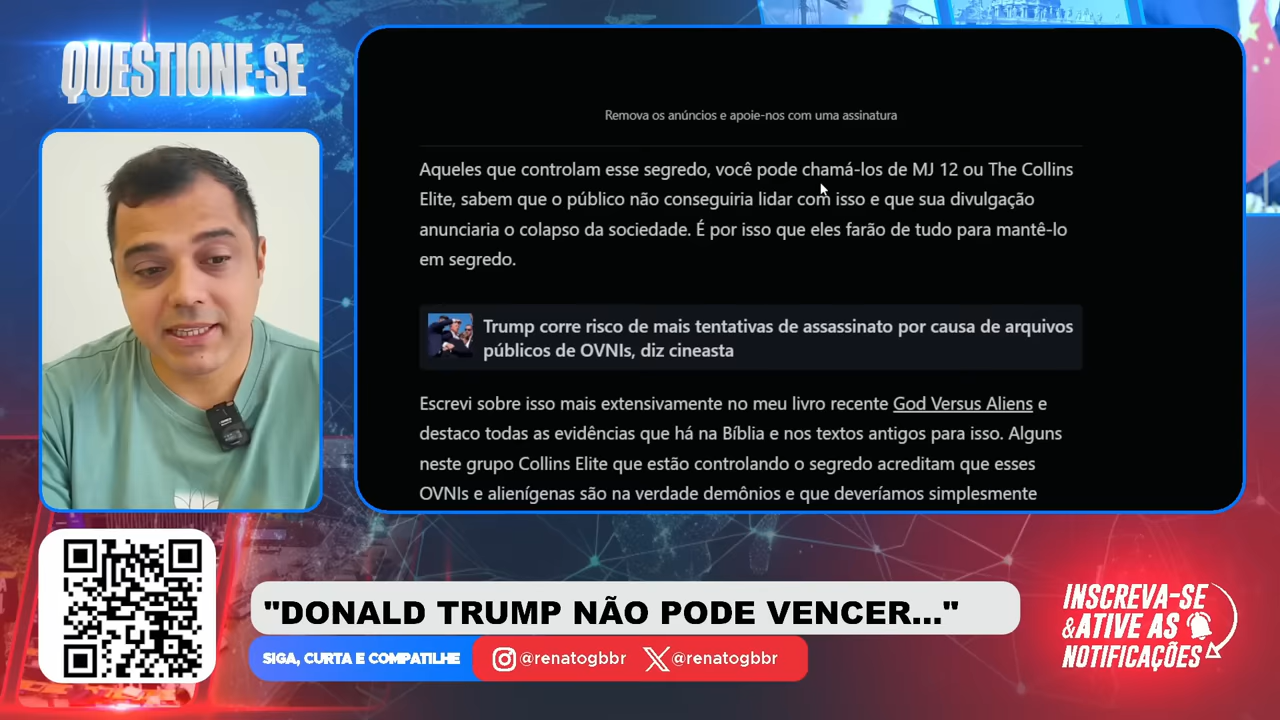 QUESTIONE-SE
Remova os anúncios e apoie-nos com uma assinatura
Aqueles que controlam esse segredo, você pode chamá-los de MJ 12 ou The Collins
Elite, sabem que o público não conseguiria lidar com isso e que sua divulgação
anunciaria o colapso da sociedade. É por isso que eles farão de tudo para mantê-lo
em segredo.
Trump corre risco de mais tentativas de assassinato por causa de arquivos
públicos de OVNIs, diz cineasta
Escrevi sobre isso mais extensivamente no meu livro recente God Versus Aliens e
destaco todas as evidências que há na Bíblia e nos textos antigos para isso. Alguns
neste grupo Collins Elite que estão controlando o segredo acreditam que esses
OVNIs e alienígenas são na verdade demônios e que deveríamos simplesmente
"DONALD TRUMP NÃO PODE VENCER..."
SIGA, CURTA E COMPATILHE
@renatogbbr
@renatogbbr
INSCREVA-SE
&ATIVE AS
NOTIFICAÇÕES